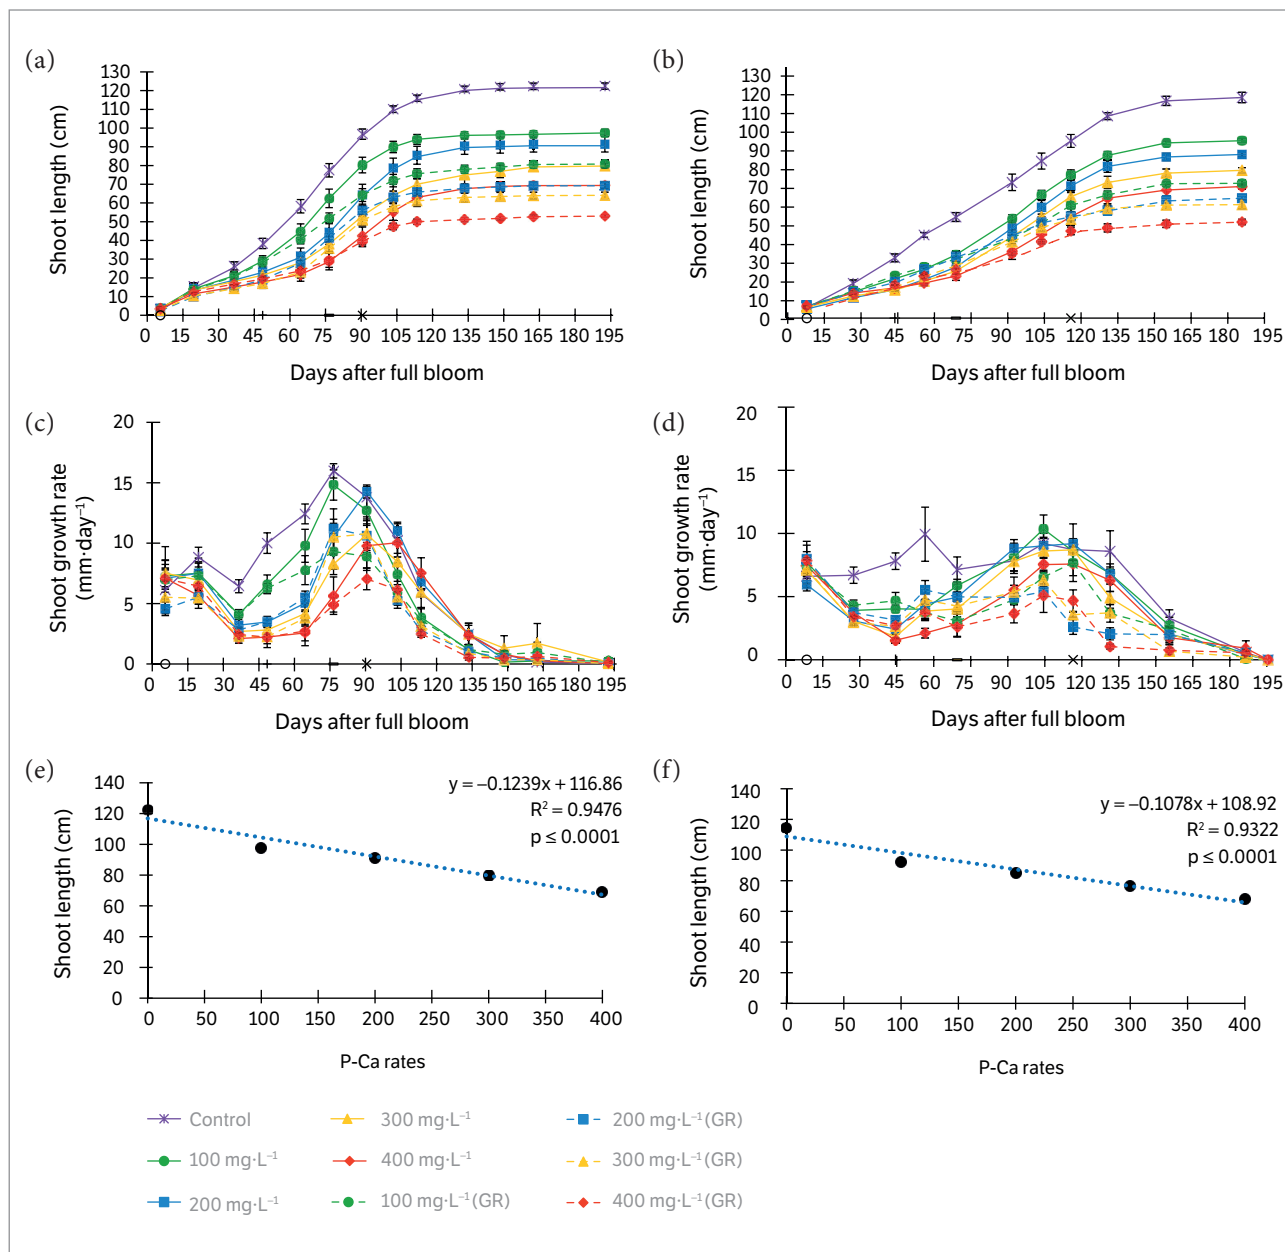 (a)
130
120
110
100
90
80
70
60
50
40
30
20
10
0
Shoot length (cm)
0 15 30 45 60 75 90 105 120 135 150 165 180 195
Days after full bloom
(b)
130
120
110
100
90
80
70
60
50
40
30
20
10
0
Shoot length (cm)
0 15 30 45 60 75 90 105 120 135 150 165 180 195
Days after full bloom
(c)
20
15
10
5
0
Shoot growth rate
(mm·day⁻¹)
0 15 30 45 60 75 90 105 120 135 150 165 180 195
Days after full bloom
(d)
20
15
10
5
0
Shoot growth rate
(mm·day⁻¹)
0 15 30 45 60 75 90 105 120 135 150 165 180 195
Days after full bloom
(e)
140
120
100
80
60
40
20
0
Shoot length (cm)
y = –0.1239x + 116.86
R² = 0.9476
p ≤ 0.0001
0 50 100 150 200 250 300 350 400
P-Ca rates
(f)
140
120
100
80
60
40
20
0
Shoot length (cm)
y = –0.1078x + 108.92
R² = 0.9322
p ≤ 0.0001
0 50 100 150 200 250 300 350 400
P-Ca rates
Control
300 mg·L⁻¹
200 mg·L⁻¹ (GR)
100 mg·L⁻¹
400 mg·L⁻¹
300 mg·L⁻¹ (GR)
200 mg·L⁻¹
100 mg·L⁻¹ (GR)
400 mg·L⁻¹ (GR)